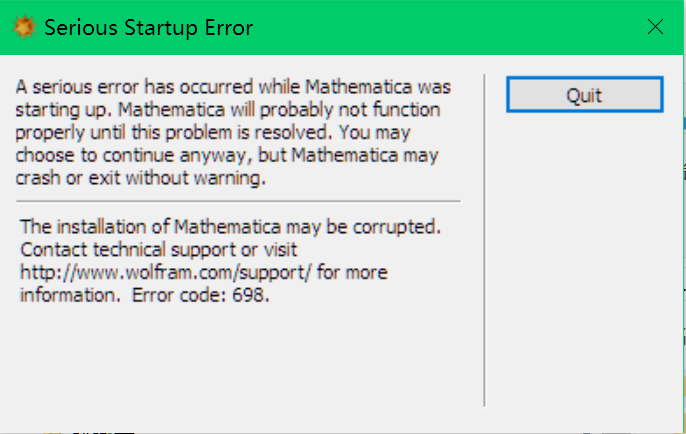 Serious Startup Error
A serious error has occurred while Mathematica was
starting up. Mathematica will probably not function
properly until this problem is resolved. You may
choose to continue anyway, but Mathematica may
crash or exit without warning.
Quit
The installation of Mathematica may be corrupted.
Contact technical support or visit
http://www.wolfram.com/support/ for more
information.  Error code: 698.